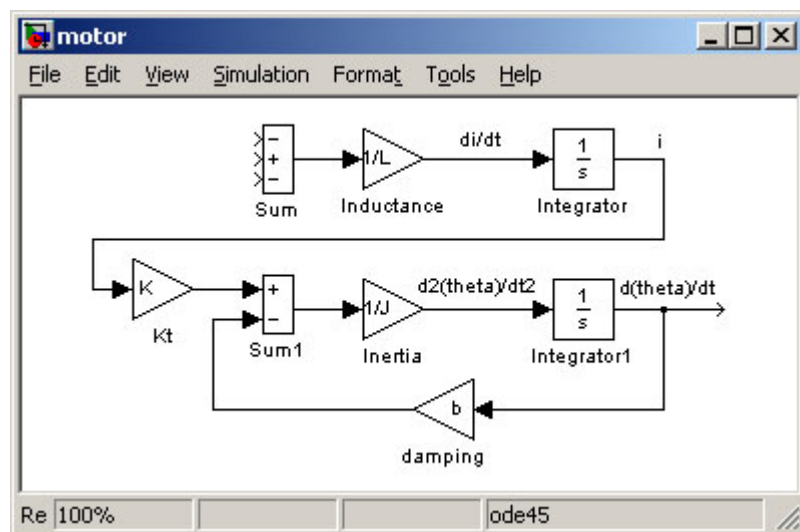 motor
File Edit View Simulation Format Tools Help
− + −
1/L
di/dt
1
s
i
Sum
Inductance
Integrator
K
+ −
1/J
d2(theta)/dt2
1
s
d(theta)/dt
Kt
Sum1
Inertia
Integrator1
b
damping
Re 100% ode45